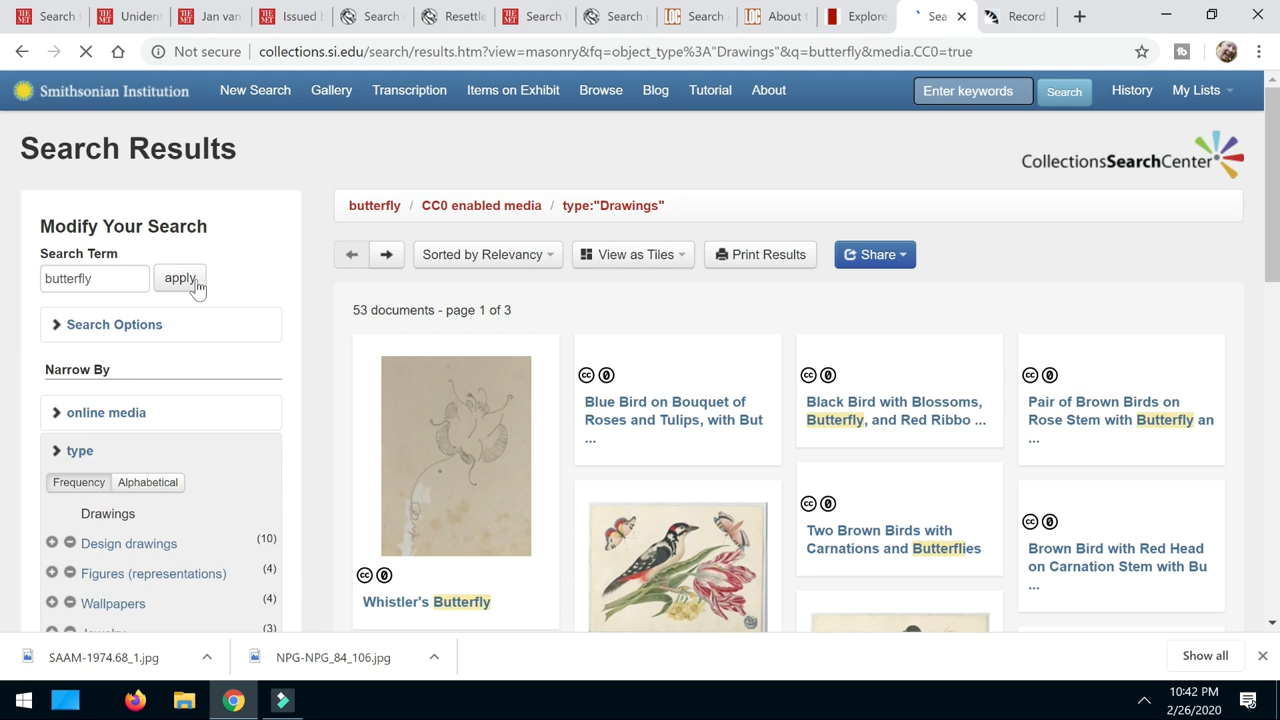 Search
Uniden
Jan van
Issued b
Search
Resettle
Search
Search
Search
About t
Explore
Sea
Record
Not secure
collections.si.edu/search/results.htm?view=masonry&fq=object_type%3A"Drawings"&q=butterfly&media.CC0=true
Smithsonian Institution
New Search
Gallery
Transcription
Items on Exhibit
Browse
Blog
Tutorial
About
Enter keywords
Search
History
My Lists
Search Results
CollectionsSearchCenter
Modify Your Search
Search Term
butterfly
apply
Search Options
Narrow By
online media
type
Frequency
Alphabetical
Drawings
Design drawings (10)
Figures (representations) (4)
Wallpapers (4)
(3)
butterfly / CC0 enabled media / type:"Drawings"
Sorted by Relevancy
View as Tiles
Print Results
Share
53 documents - page 1 of 3
Whistler's Butterfly
Blue Bird on Bouquet of
Roses and Tulips, with But
...
Black Bird with Blossoms,
Butterfly, and Red Ribbo ...
Two Brown Birds with
Carnations and Butterflies
Pair of Brown Birds on
Rose Stem with Butterfly an
...
Brown Bird with Red Head
on Carnation Stem with Bu
...
SAAM-1974.68_1.jpg
NPG-NPG_84_106.jpg
Show all
10:42 PM
2/26/2020